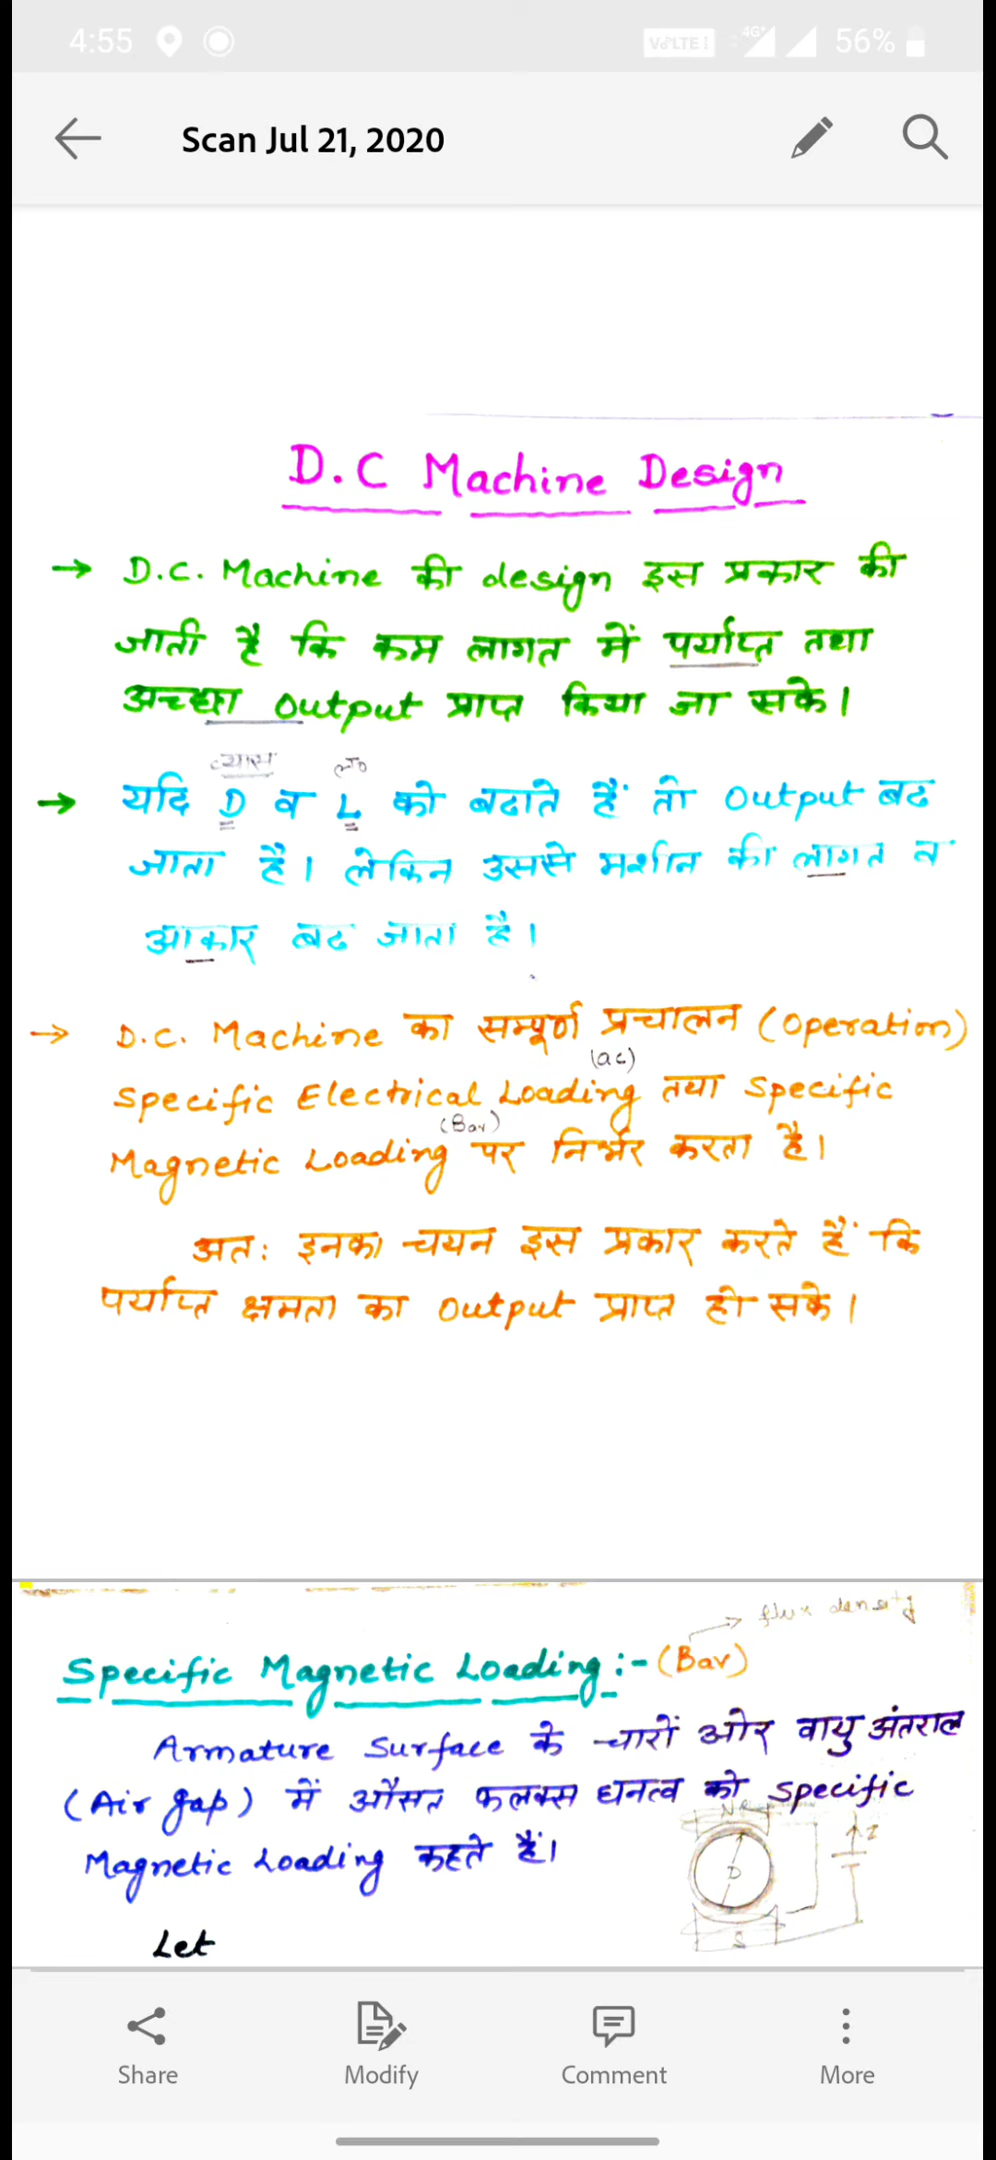 4:55 VoLTE 4G+ 56%
Scan Jul 21, 2020
D.C Machine Design
→ D.C. Machine की design इस प्रकार की
जाती है कि कम लागत में पर्याप्त तथा
अच्छा Output प्राप्त किया जा सके।
व्यास ल०
→ यदि D व L को बढाते हैं तो Output बढ
जाता है। लेकिन उससे मशीन की लागत व
आकार बढ जाता है।
→ D.C. Machine का सम्पूर्ण प्रचालन (Operation)
(ac)
Specific Electrical Loading तथा Specific
(Bav)
Magnetic Loading पर निर्भर करता है।
अतः इनका चयन इस प्रकार करते हैं कि
पर्याप्त क्षमता का Output प्राप्त हो सके।
→ flux density
Specific Magnetic Loading :- (Bav)
Armature Surface के चारों ओर वायु अंतराल
(Air gap) में औसत फलक्स घनत्व को Specific
N
Magnetic Loading कहते हैं।
D
I
S
Let
Share Modify Comment More